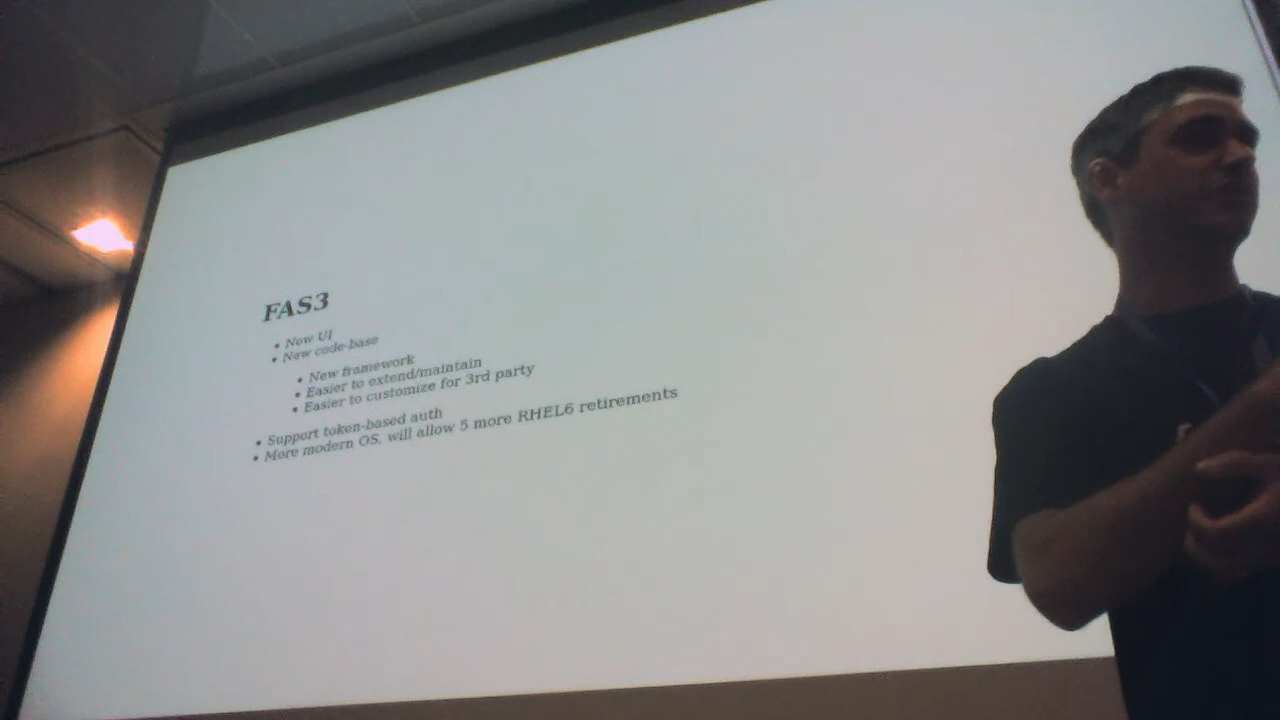 FAS3
• New UI
• New code-base
• New framework
• Easier to extend/maintain
• Easier to customize for 3rd party
• Support token-based auth
• More modern OS, will allow 5 more RHEL6 retirements